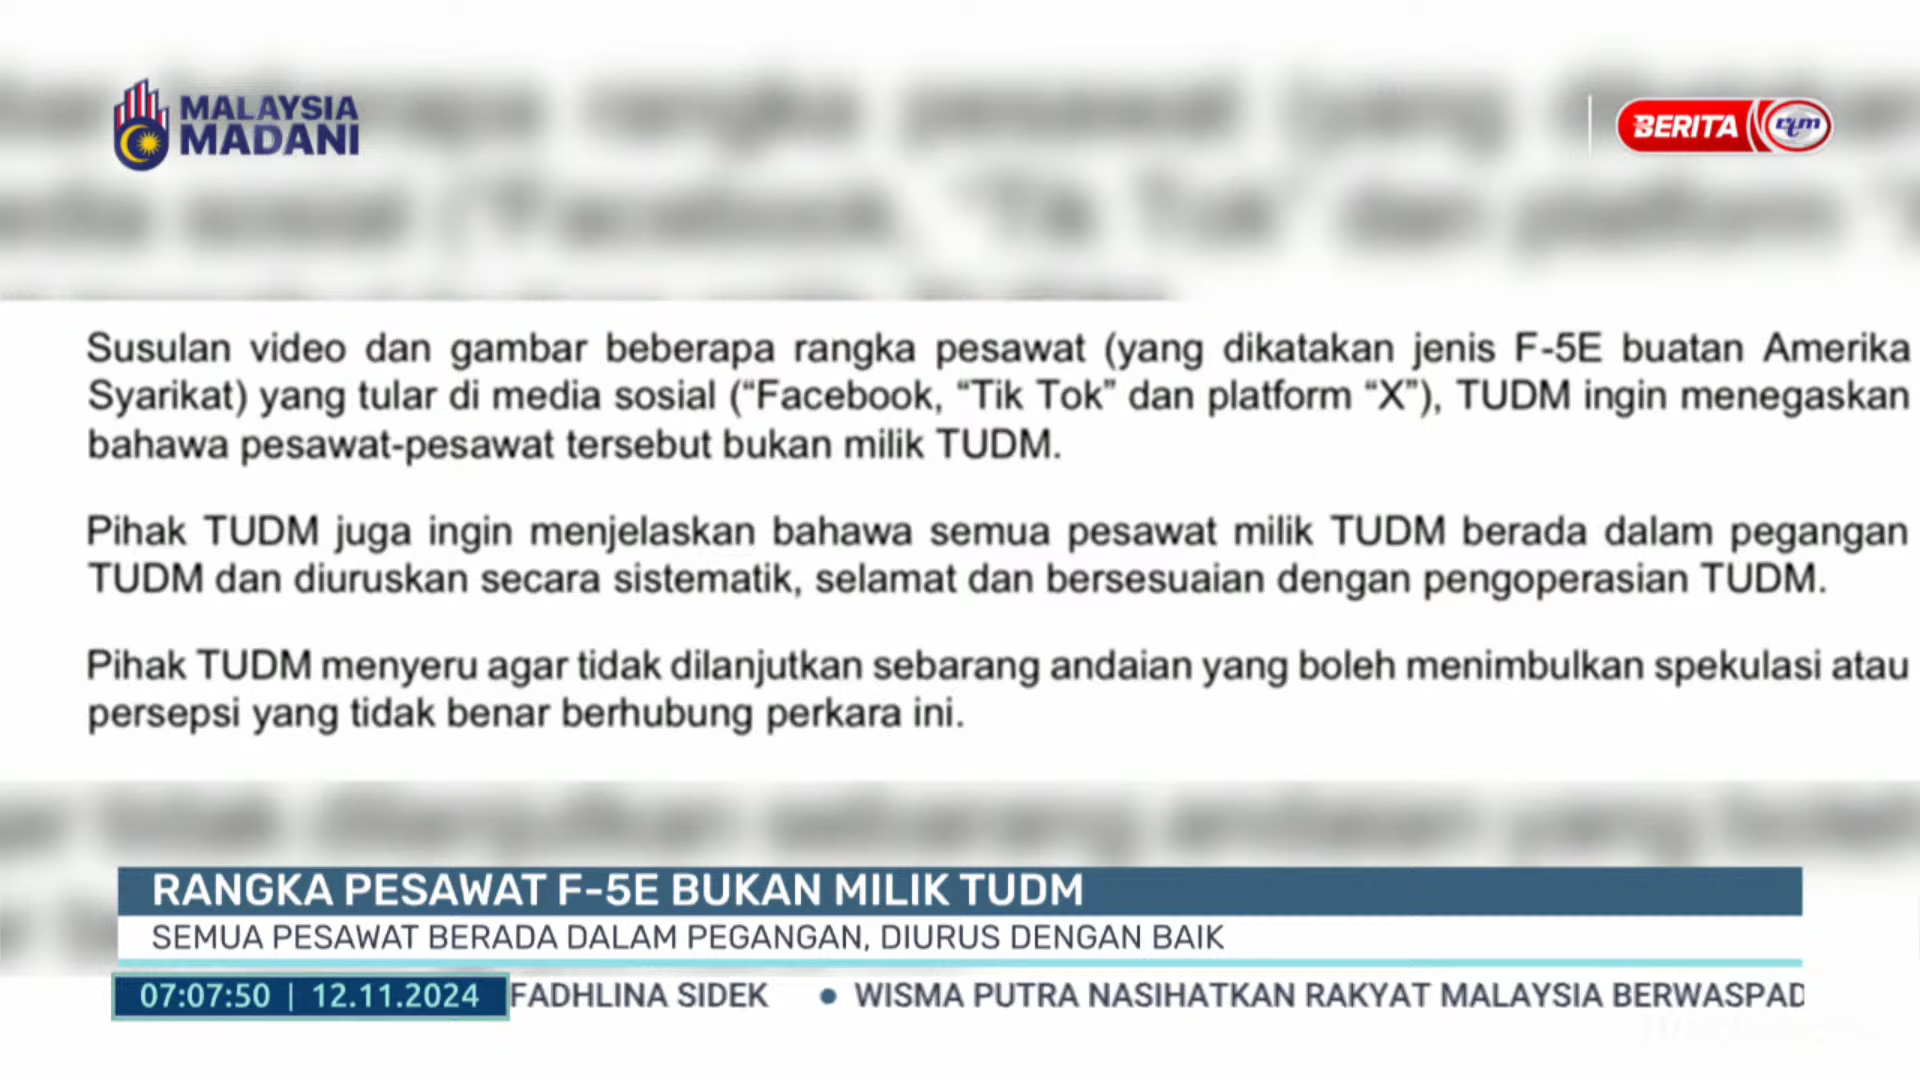 MALAYSIA
MADANI
BERITA rtm
Susulan video dan gambar beberapa rangka pesawat (yang dikatakan jenis F-5E buatan Amerika
Syarikat) yang tular di media sosial (“Facebook, “Tik Tok” dan platform “X”), TUDM ingin menegaskan
bahawa pesawat-pesawat tersebut bukan milik TUDM.
Pihak TUDM juga ingin menjelaskan bahawa semua pesawat milik TUDM berada dalam pegangan
TUDM dan diuruskan secara sistematik, selamat dan bersesuaian dengan pengoperasian TUDM.
Pihak TUDM menyeru agar tidak dilanjutkan sebarang andaian yang boleh menimbulkan spekulasi atau
persepsi yang tidak benar berhubung perkara ini.
RANGKA PESAWAT F-5E BUKAN MILIK TUDM
SEMUA PESAWAT BERADA DALAM PEGANGAN, DIURUS DENGAN BAIK
07:07:50 | 12.11.2024 FADHLINA SIDEK • WISMA PUTRA NASIHATKAN RAKYAT MALAYSIA BERWASPAD